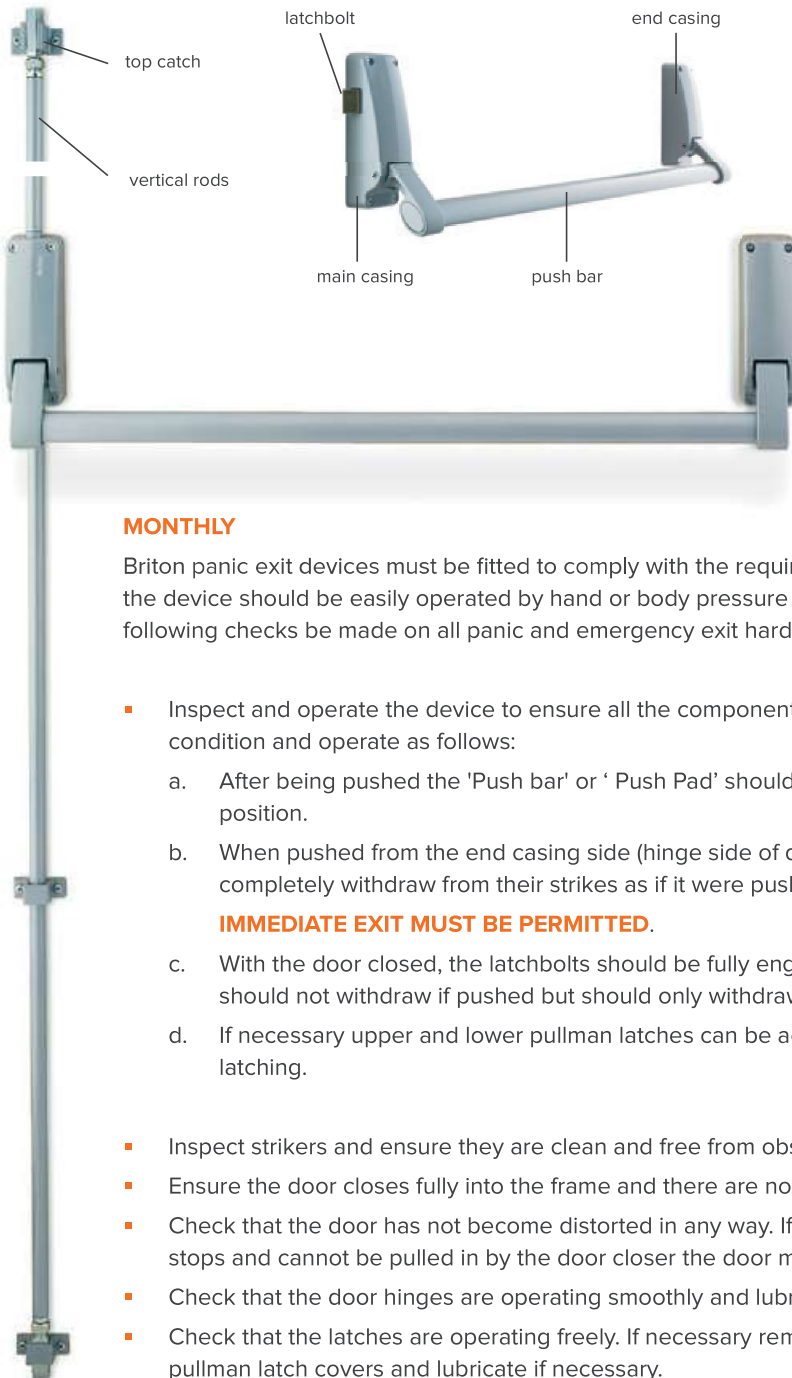 latchbolt
end casing
top catch
vertical rods
main casing
push bar
MONTHLY
Briton panic exit devices must be fitted to comply with the
the device should be easily operated by hand or body pressure
following checks be made on all panic and emergency exit
Inspect and operate the device to ensure all the
condition and operate as follows:
a. After being pushed the 'Push bar' or ‘ Push Pad’ should
position.
b. When pushed from the end casing side (hinge side of
completely withdraw from their strikes as if it were
IMMEDIATE EXIT MUST BE PERMITTED.
c. With the door closed, the latchbolts should be fully
should not withdraw if pushed but should only
d. If necessary upper and lower pullman latches can be
latching.
Inspect strikers and ensure they are clean and free from
Ensure the door closes fully into the frame and there are no
Check that the door has not become distorted in any way. If
stops and cannot be pulled in by the door closer the door
Check that the door hinges are operating smoothly and
Check that the latches are operating freely. If necessary
pullman latch covers and lubricate if necessary.